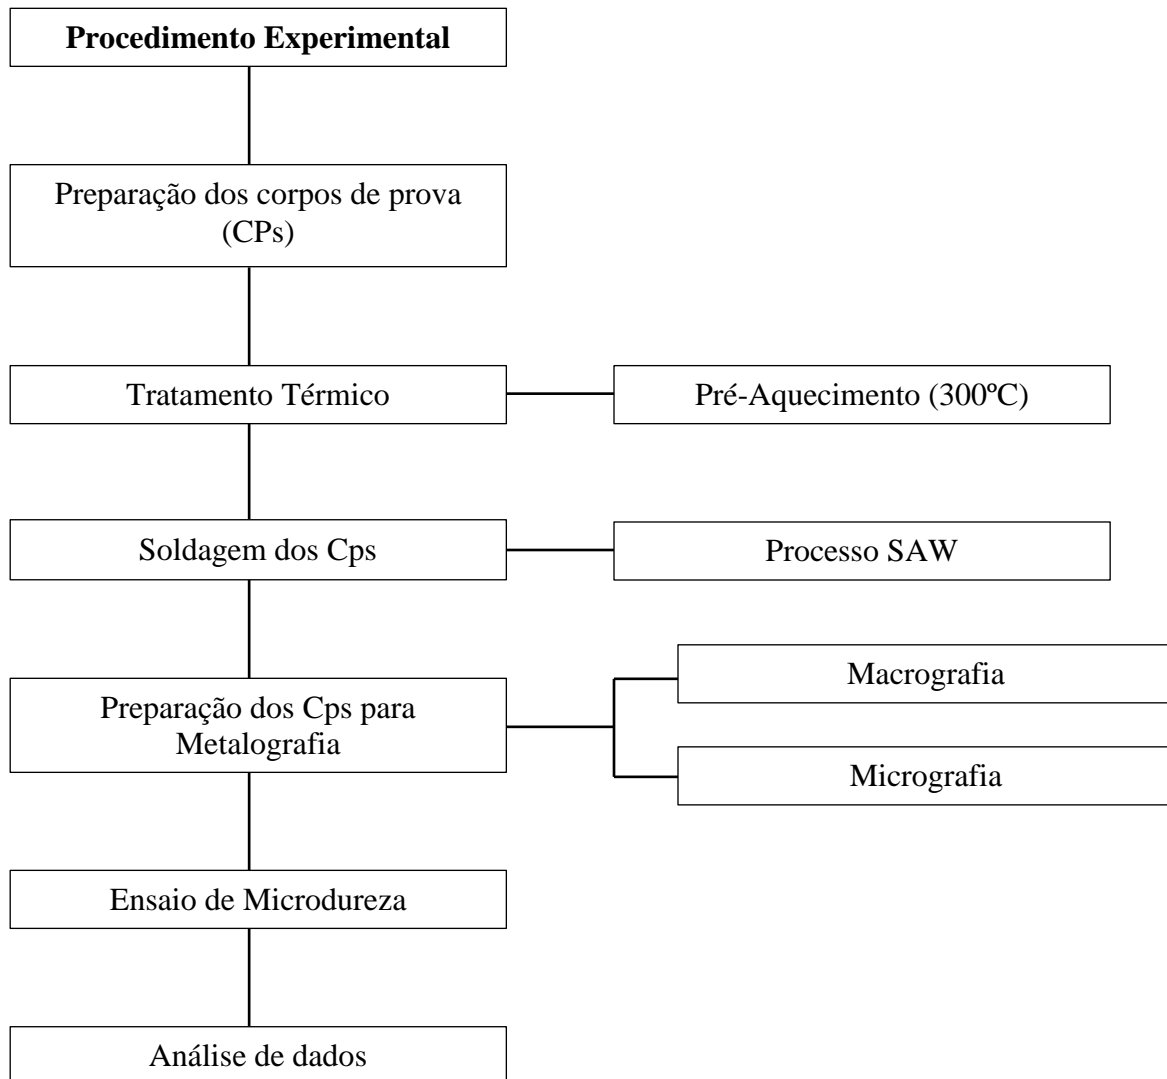 Procedimento Experimental
Preparação dos corpos de prova
(CPs)
Tratamento Térmico
Pré-Aquecimento (300ºC)
Soldagem dos Cps
Processo SAW
Preparação dos Cps para
Metalografia
Macrografia
Micrografia
Ensaio de Microdureza
Análise de dados